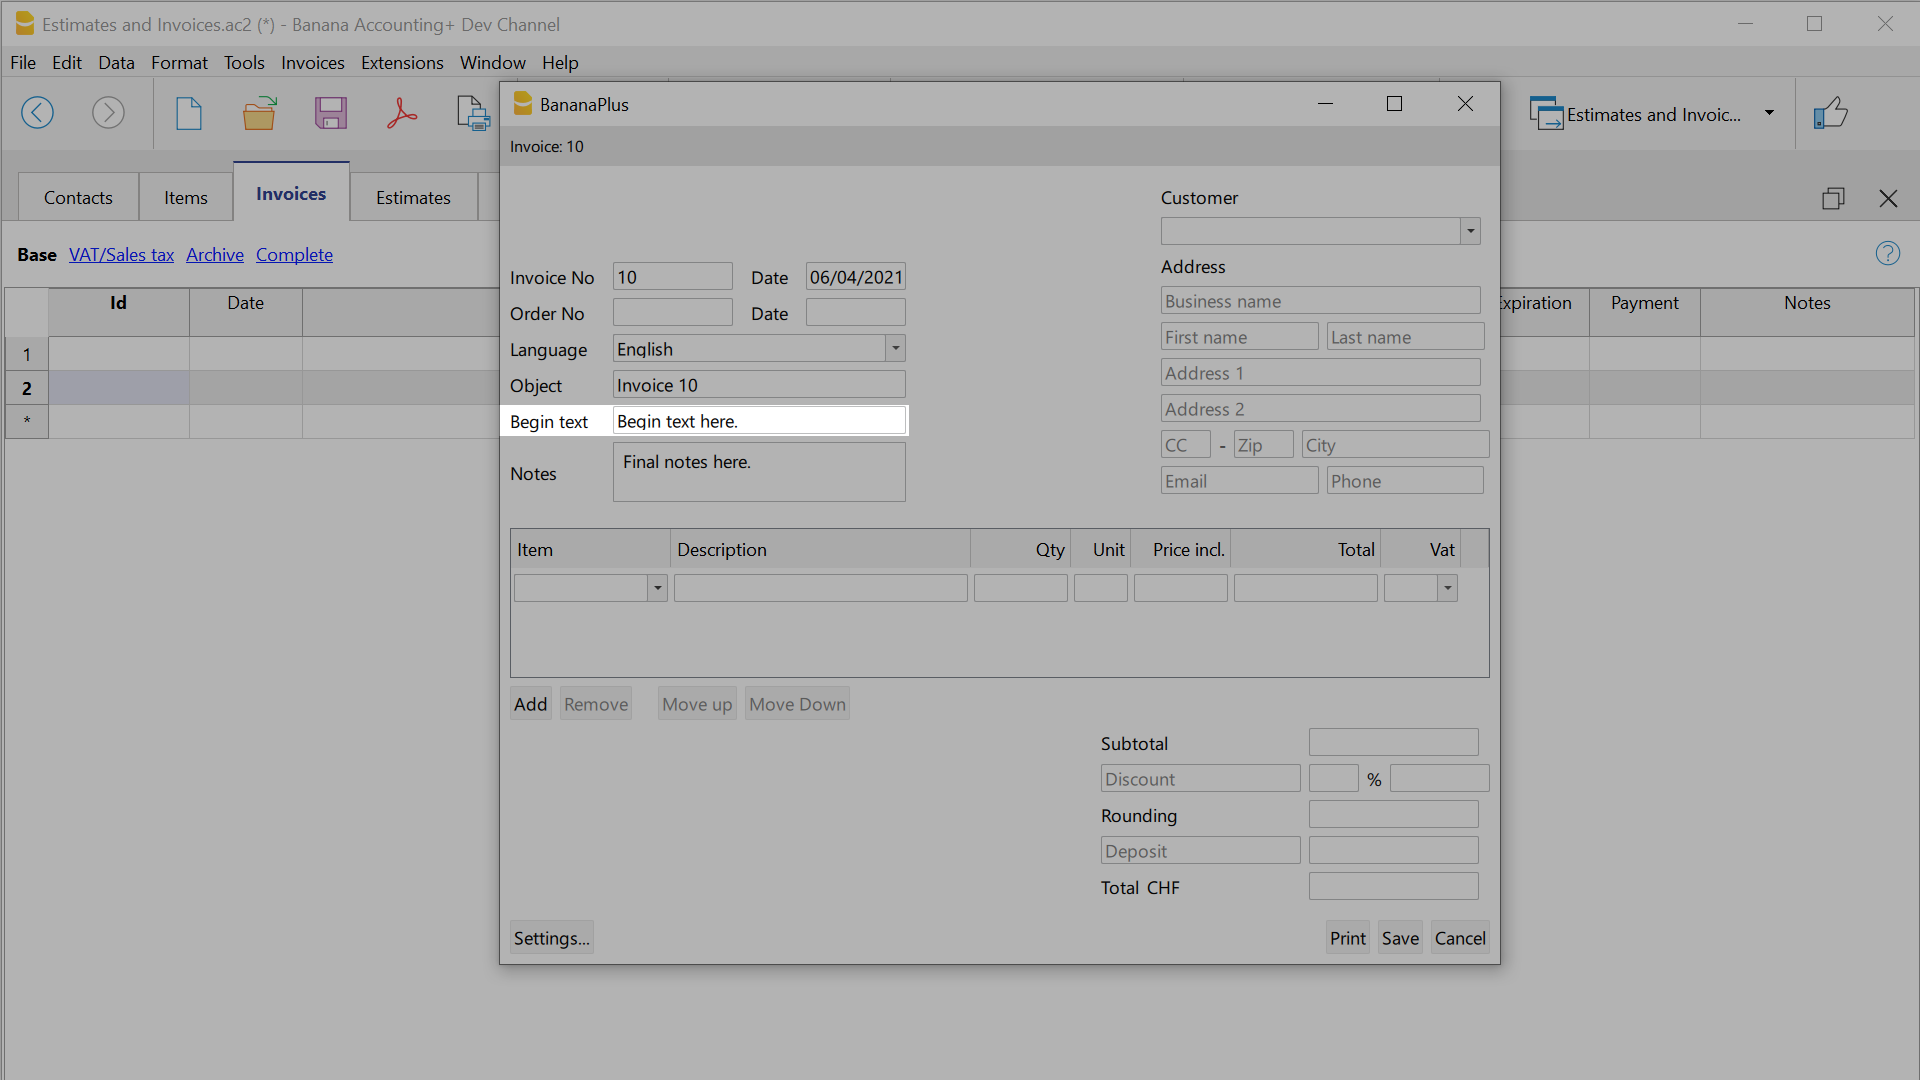 Estimates and Invoices.ac2 (*) - Banana Accounting+ Dev Channel
File Edit Data Format Tools Invoices Extensions Window Help
Estimates and Invoic...
Contacts Items Invoices Estimates
Base VAT/Sales tax Archive Complete
Id Date Expiration Payment Notes
1
2
*
BananaPlus
Invoice: 10
Customer
Address
Invoice No 10 Date 06/04/2021
Business name
Order No Date
First name Last name
Language English
Address 1
Object Invoice 10
Address 2
Begin text Begin text here.
CC - Zip City
Notes Final notes here.
Email Phone
Item Description Qty Unit Price incl. Total Vat
Add Remove Move up Move Down
Subtotal
Discount %
Rounding
Deposit
Total CHF
Settings... Print Save Cancel